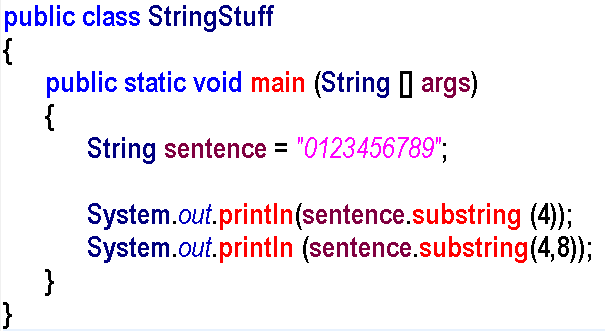 public class StringStuff
{
public static void main (String [] args)
{
String sentence = "0123456789";
System.out.println(sentence.substring (4));
System.out.println (sentence.substring(4,8));
}
}